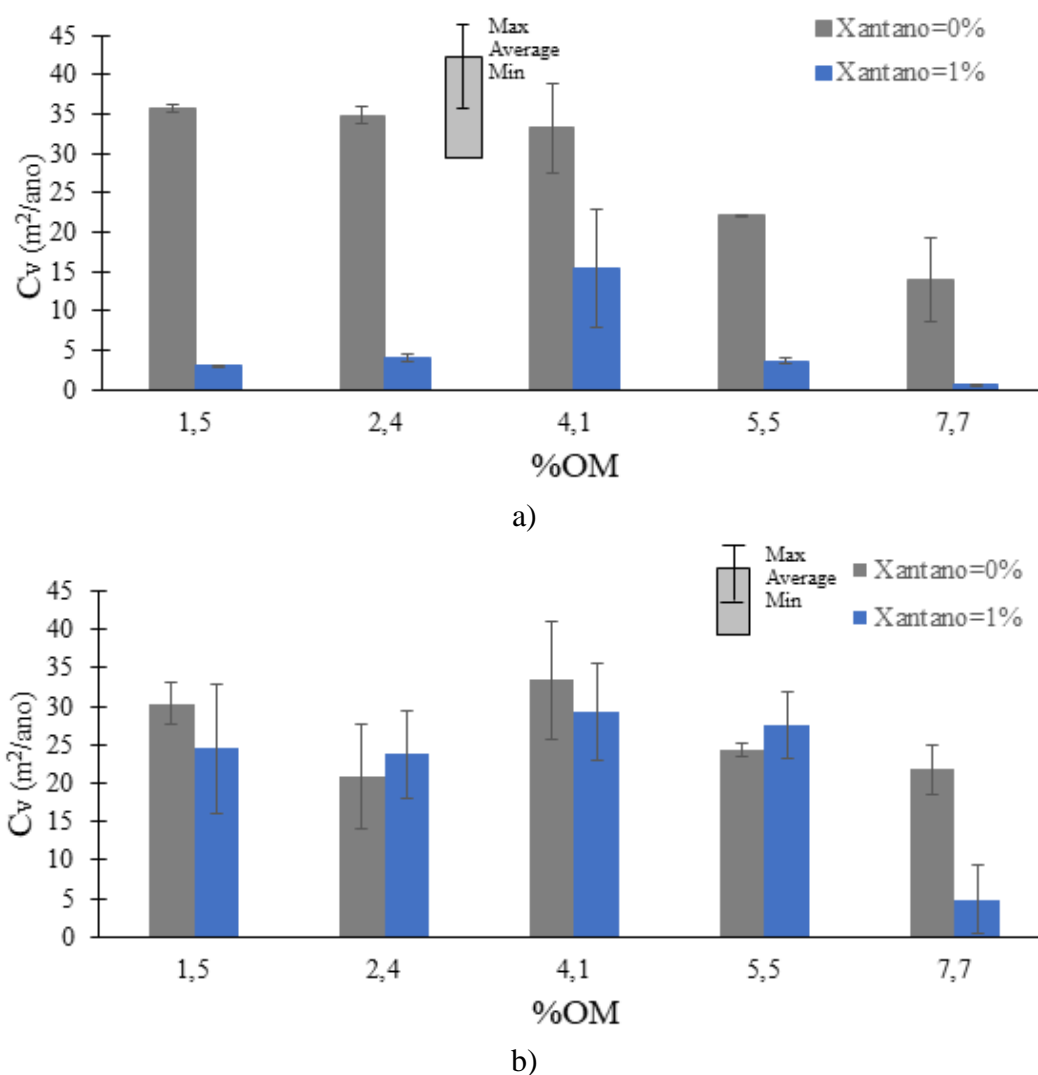 45
40
35
30
25
20
15
10
5
0
Cv (m²/ano)
Max
Average
Min
Xantano=0%
Xantano=1%
1,5 2,4 4,1 5,5 7,7
%OM
a)
45
40
35
30
25
20
15
10
5
0
Cv (m²/ano)
Max
Average
Min
Xantano=0%
Xantano=1%
1,5 2,4 4,1 5,5 7,7
%OM
b)